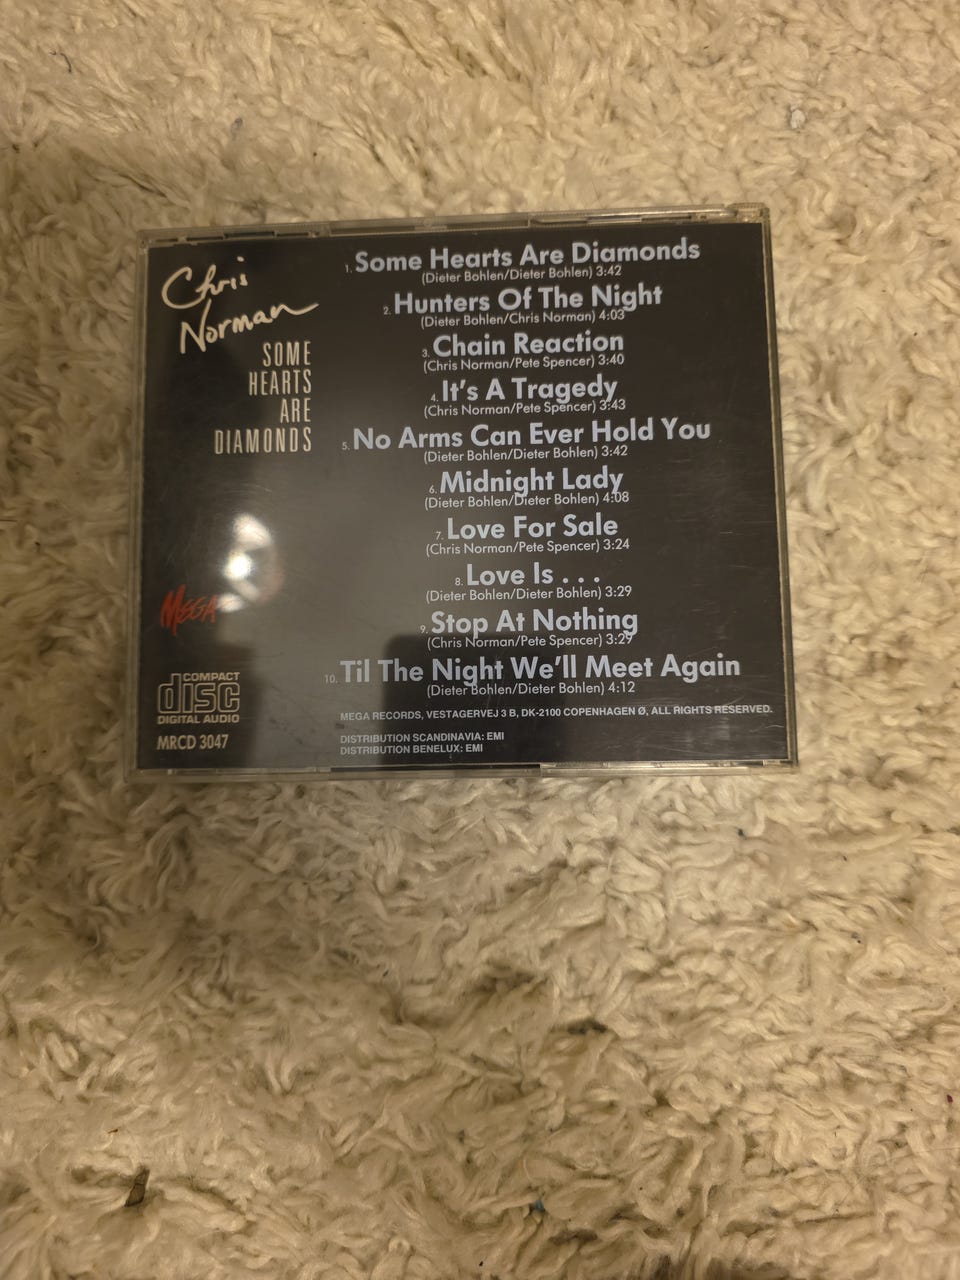 Chris
Norman
SOME
HEARTS
ARE
DIAMONDS
MEGA
COMPACT
disc
DIGITAL AUDIO
MRCD 3047
1. Some Hearts Are Diamonds
(Dieter Bohlen/Dieter Bohlen) 3:42
2. Hunters Of The Night
(Dieter Bohlen/Chris Norman) 4:03
3. Chain Reaction
(Chris Norman/Pete Spencer) 3:40
4. It's A Tragedy
(Chris Norman/Pete Spencer) 3:43
5. No Arms Can Ever Hold You
(Dieter Bohlen/Dieter Bohlen) 3:42
6. Midnight Lady
(Dieter Bohlen/Dieter Bohlen) 4:08
7. Love For Sale
(Chris Norman/Pete Spencer) 3:24
8. Love Is . . .
(Dieter Bohlen/Dieter Bohlen) 3:29
9. Stop At Nothing
(Chris Norman/Pete Spencer) 3:29
10. Til The Night We'll Meet Again
(Dieter Bohlen/Dieter Bohlen) 4:12
MEGA RECORDS, VESTAGERVEJ 3 B, DK-2100 COPENHAGEN Ø, ALL RIGHTS RESERVED.
DISTRIBUTION SCANDINAVIA: EMI
DISTRIBUTION BENELUX: EMI